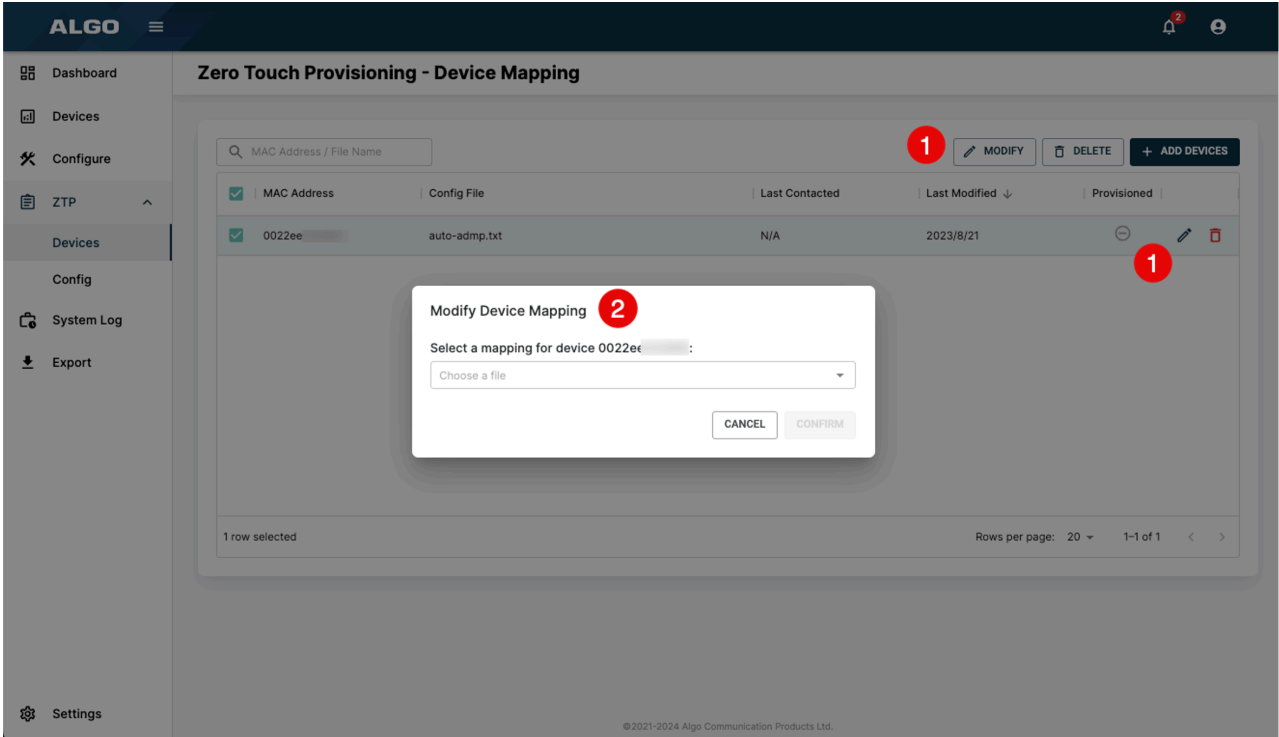 ALGO
2
Dashboard
Devices
Configure
ZTP
Devices
Config
System Log
Export
Settings
Zero Touch Provisioning - Device Mapping
MAC Address / File Name
1
MODIFY
DELETE
+ ADD DEVICES
MAC Address
Config File
Last Contacted
Last Modified ↓
Provisioned
0022ee
auto-admp.txt
N/A
2023/8/21
1
Modify Device Mapping
2
Select a mapping for device 0022ee :
Choose a file
CANCEL
CONFIRM
1 row selected
Rows per page: 20
1–1 of 1
©2021-2024 Algo Communication Products Ltd.